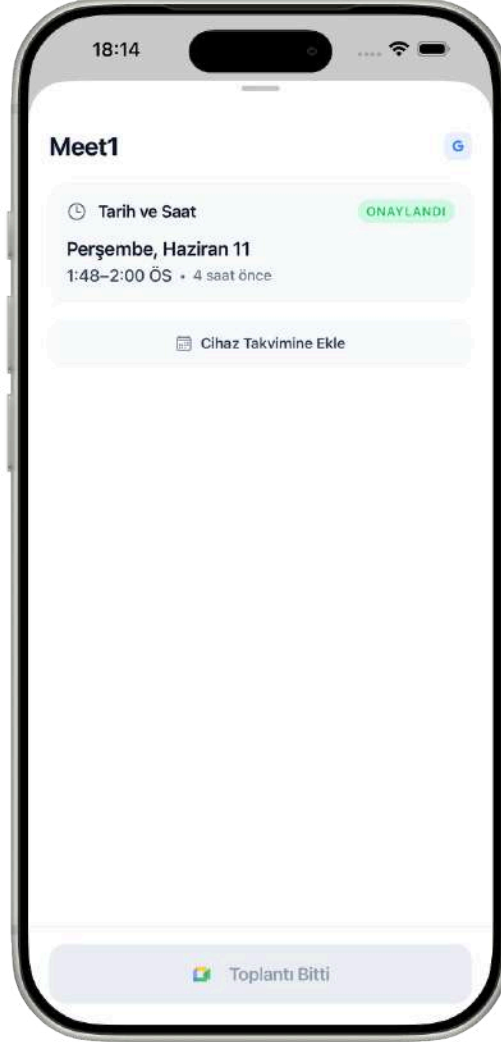 18:14
Meet1
G
Tarih ve Saat
ONAYLANDI
Perşembe, Haziran 11
1:48–2:00 ÖS • 4 saat önce
Cihaz Takvimine Ekle
Toplantı Bitti